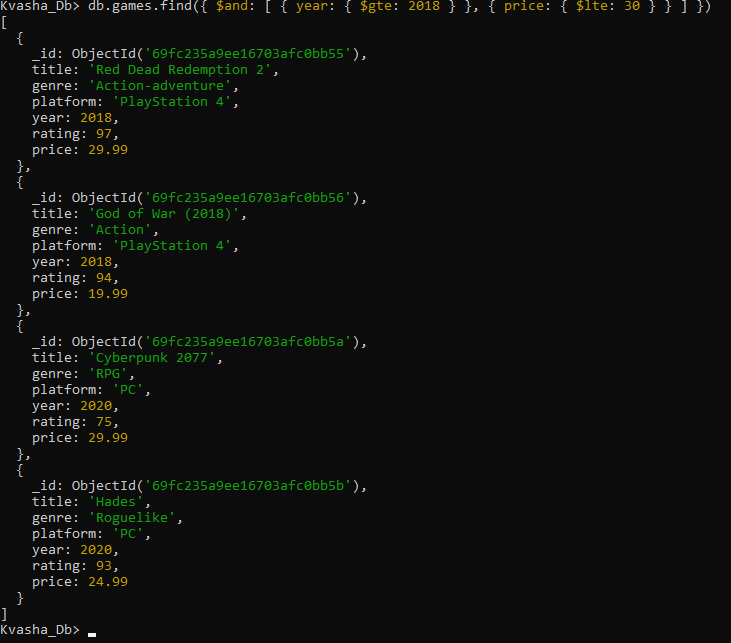 Kvasha_Db> db.games.find({ $and: [ { year: { $gte: 2018 } }, { price: { $lte: 30 } } ] })
[
  {
    _id: ObjectId('69fc235a9ee16703afc0bb55'),
    title: 'Red Dead Redemption 2',
    genre: 'Action-adventure',
    platform: 'PlayStation 4',
    year: 2018,
    rating: 97,
    price: 29.99
  },
  {
    _id: ObjectId('69fc235a9ee16703afc0bb56'),
    title: 'God of War (2018)',
    genre: 'Action',
    platform: 'PlayStation 4',
    year: 2018,
    rating: 94,
    price: 19.99
  },
  {
    _id: ObjectId('69fc235a9ee16703afc0bb5a'),
    title: 'Cyberpunk 2077',
    genre: 'RPG',
    platform: 'PC',
    year: 2020,
    rating: 75,
    price: 29.99
  },
  {
    _id: ObjectId('69fc235a9ee16703afc0bb5b'),
    title: 'Hades',
    genre: 'Roguelike',
    platform: 'PC',
    year: 2020,
    rating: 93,
    price: 24.99
  }
]
Kvasha_Db>